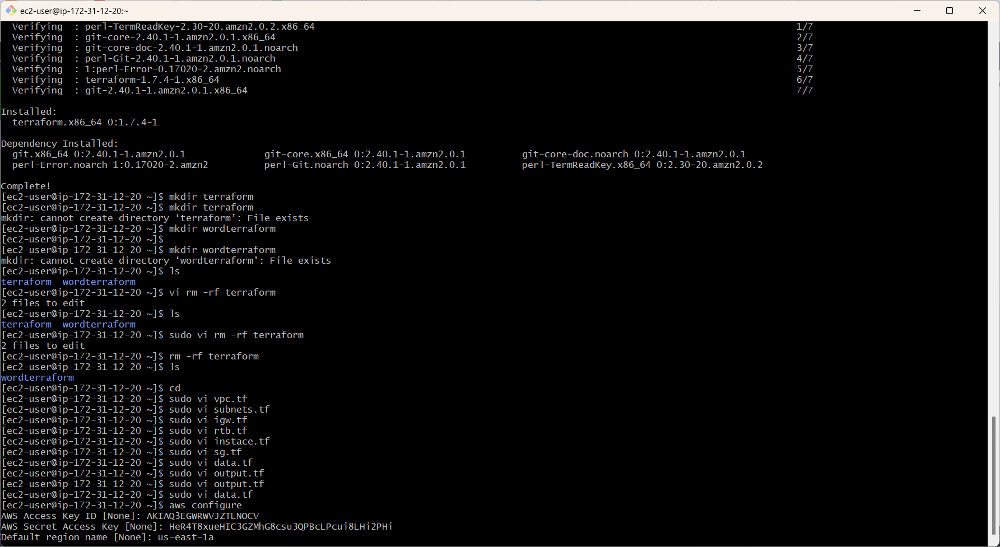 ec2-user@ip-172-31-12-20:~
Verifying : perl-TermReadKey-2.30-20.amzn2.0.2.x86_64 1/7
Verifying : git-core-2.40.1-1.amzn2.0.1.x86_64 2/7
Verifying : git-core-doc-2.40.1-1.amzn2.0.1.noarch 3/7
Verifying : perl-Git-2.40.1-1.amzn2.0.1.noarch 4/7
Verifying : 1:perl-Error-0.17020-2.amzn2.noarch 5/7
Verifying : terraform-1.7.4-1.x86_64 6/7
Verifying : git-2.40.1-1.amzn2.0.1.x86_64 7/7
Installed:
terraform.x86_64 0:1.7.4-1
Dependency Installed:
git.x86_64 0:2.40.1-1.amzn2.0.1 git-core.x86_64 0:2.40.1-1.amzn2.0.1 git-core-doc.noarch 0:2.40.1-1.amzn2.0.1
perl-Error.noarch 1:0.17020-2.amzn2 perl-Git.noarch 0:2.40.1-1.amzn2.0.1 perl-TermReadKey.x86_64 0:2.30-20.amzn2.0.2
Complete!
[ec2-user@ip-172-31-12-20 ~]$ mkdir terraform
[ec2-user@ip-172-31-12-20 ~]$ mkdir terraform
mkdir: cannot create directory ‘terraform’: File exists
[ec2-user@ip-172-31-12-20 ~]$ mkdir wordterraform
[ec2-user@ip-172-31-12-20 ~]$
[ec2-user@ip-172-31-12-20 ~]$ mkdir wordterraform
mkdir: cannot create directory ‘wordterraform’: File exists
[ec2-user@ip-172-31-12-20 ~]$ ls
terraform wordterraform
[ec2-user@ip-172-31-12-20 ~]$ vi rm -rf terraform
2 files to edit
[ec2-user@ip-172-31-12-20 ~]$ ls
terraform wordterraform
[ec2-user@ip-172-31-12-20 ~]$ sudo vi rm -rf terraform
2 files to edit
[ec2-user@ip-172-31-12-20 ~]$ rm -rf terraform
[ec2-user@ip-172-31-12-20 ~]$ ls
wordterraform
[ec2-user@ip-172-31-12-20 ~]$ cd
[ec2-user@ip-172-31-12-20 ~]$ sudo vi vpc.tf
[ec2-user@ip-172-31-12-20 ~]$ sudo vi subnets.tf
[ec2-user@ip-172-31-12-20 ~]$ sudo vi igw.tf
[ec2-user@ip-172-31-12-20 ~]$ sudo vi rtb.tf
[ec2-user@ip-172-31-12-20 ~]$ sudo vi instace.tf
[ec2-user@ip-172-31-12-20 ~]$ sudo vi sg.tf
[ec2-user@ip-172-31-12-20 ~]$ sudo vi data.tf
[ec2-user@ip-172-31-12-20 ~]$ sudo vi output.tf
[ec2-user@ip-172-31-12-20 ~]$ sudo vi output.tf
[ec2-user@ip-172-31-12-20 ~]$ sudo vi data.tf
[ec2-user@ip-172-31-12-20 ~]$ aws configure
AWS Access Key ID [None]: AKIAQ3EGWRWVJZTLNOCV
AWS Secret Access Key [None]: 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
Default region name [None]: us-east-1a